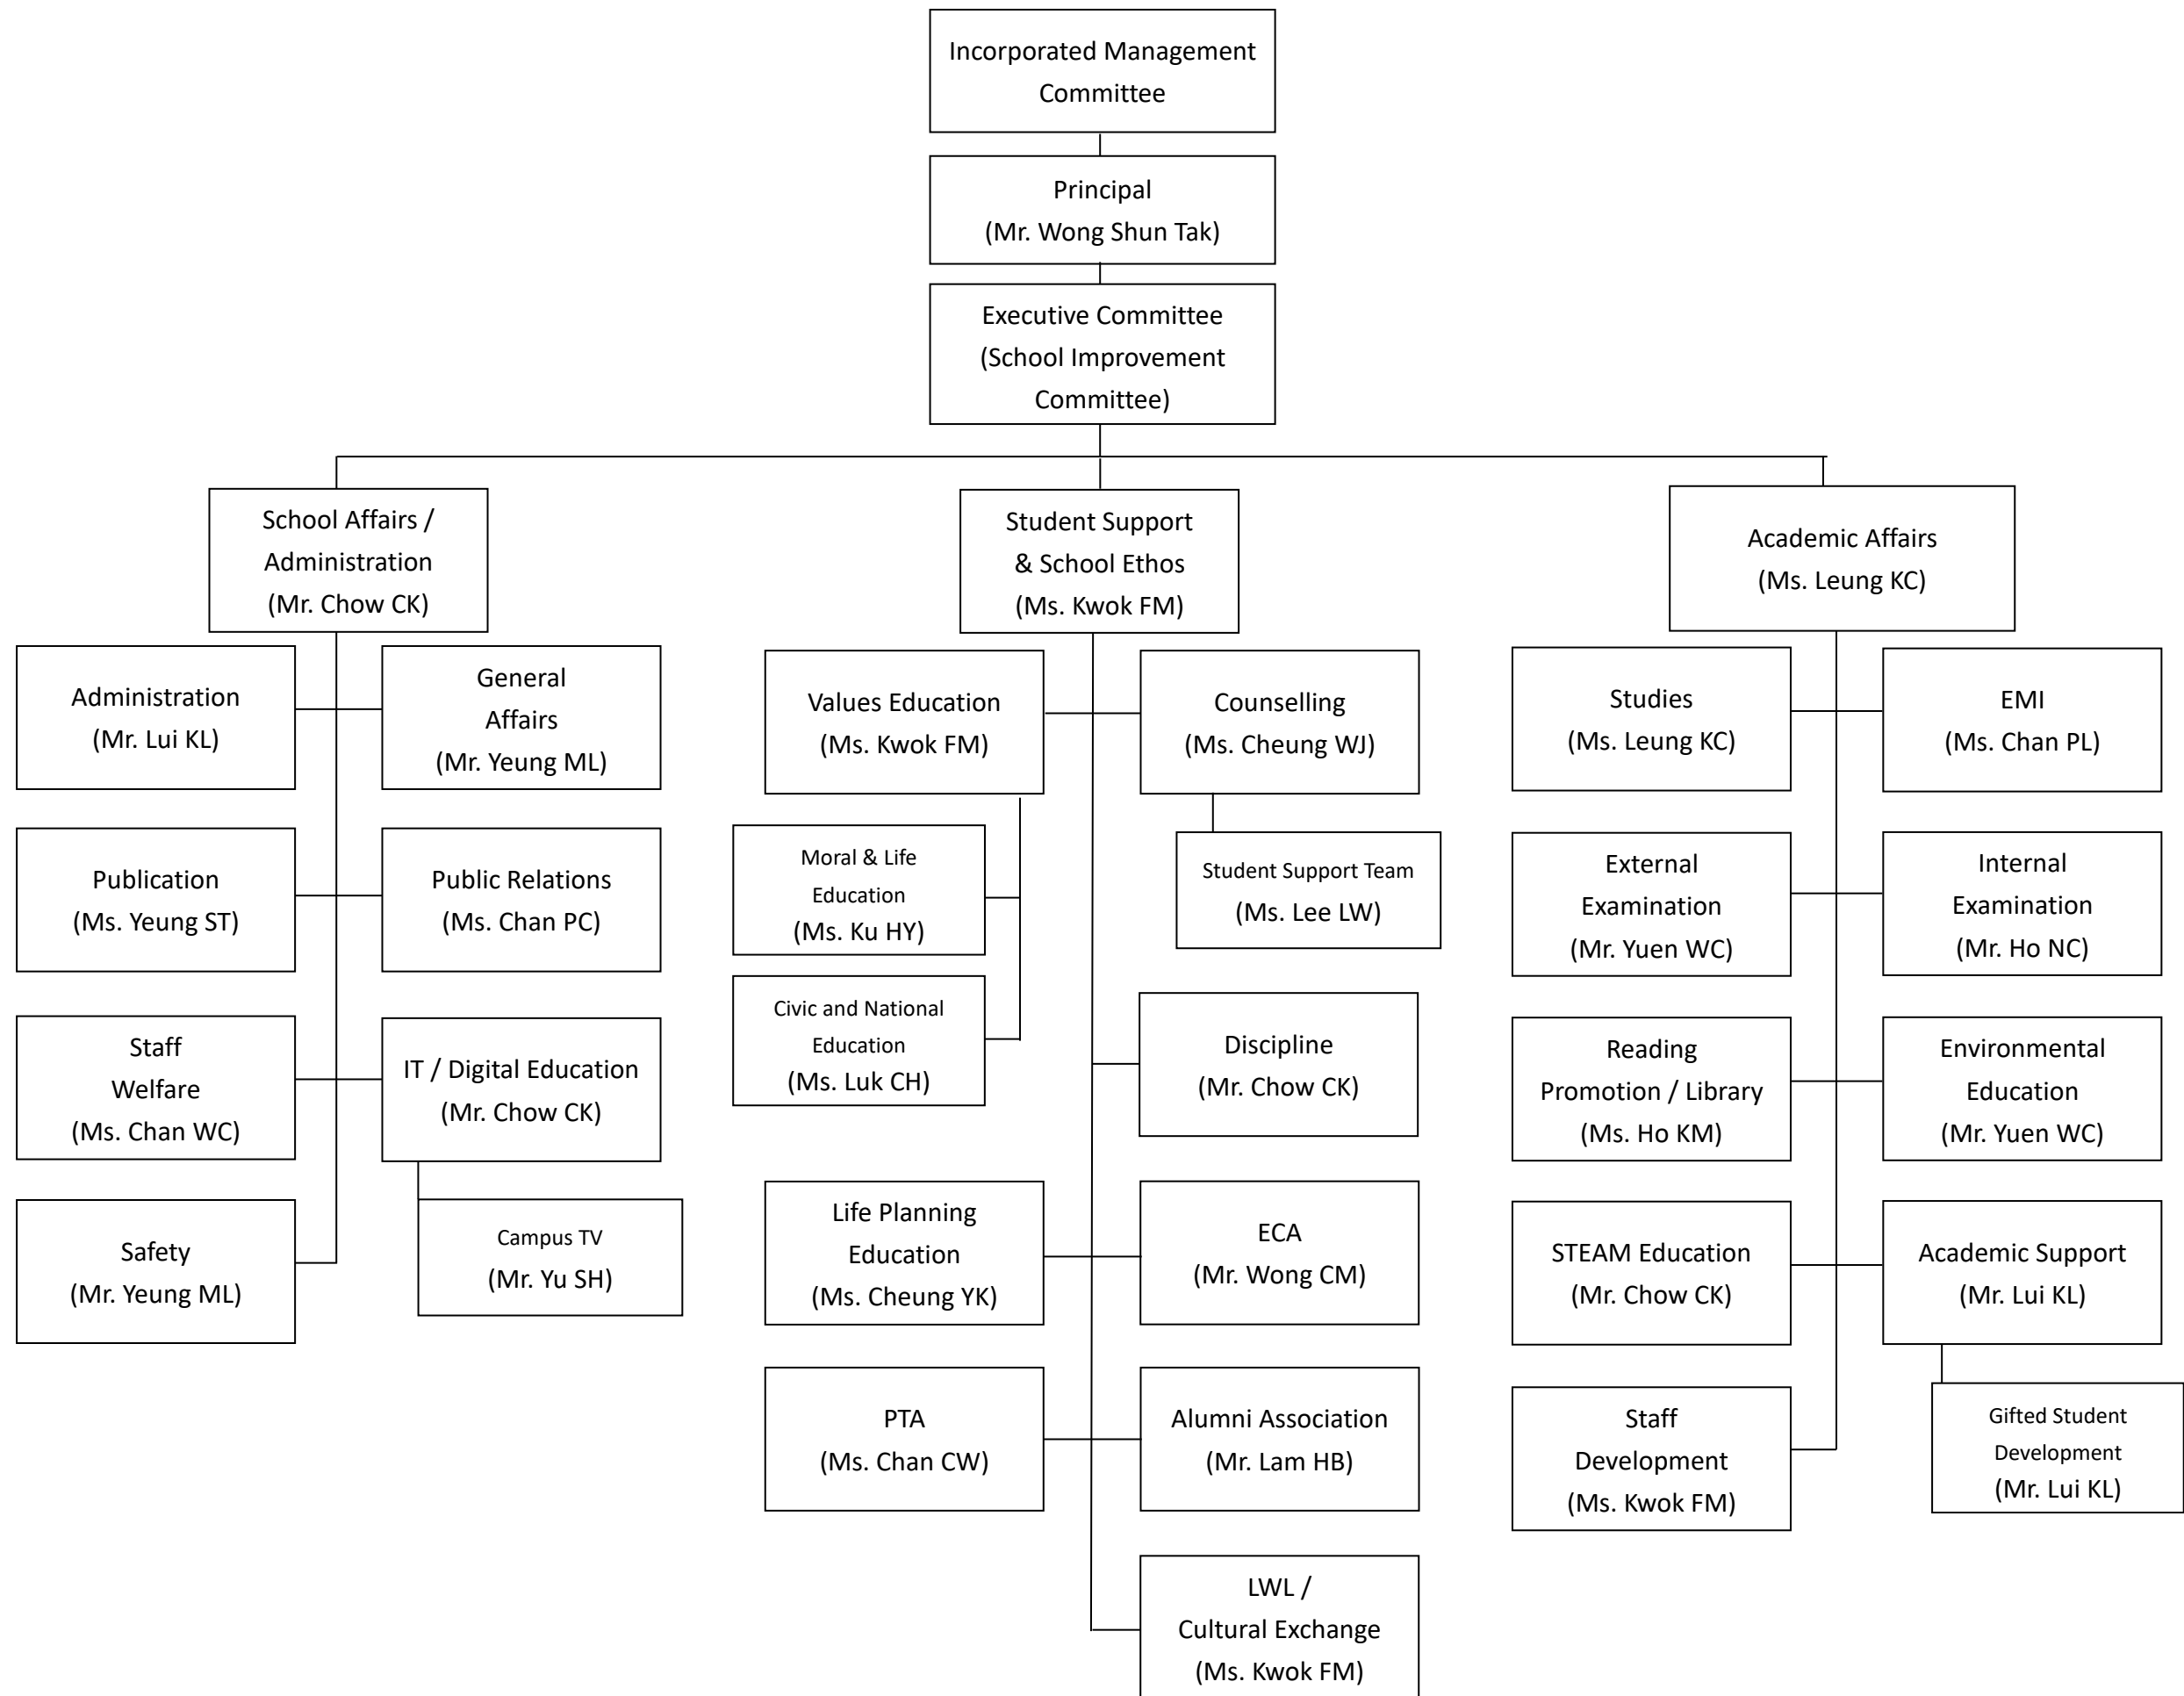 Incorporated Management
Committee
Principal
(Mr. Wong Shun Tak)
Executive Committee
(School Improvement
Committee)
School Affairs /
Administration
(Mr. Chow CK)
Student Support
& School Ethos
(Ms. Kwok FM)
Academic Affairs
(Ms. Leung KC)
Administration
(Mr. Lui KL)
General
Affairs
(Mr. Yeung ML)
Publication
(Ms. Yeung ST)
Public Relations
(Ms. Chan PC)
Staff
Welfare
(Ms. Chan WC)
IT / Digital Education
(Mr. Chow CK)
Safety
(Mr. Yeung ML)
Campus TV
(Mr. Yu SH)
Values Education
(Ms. Kwok FM)
Counselling
(Ms. Cheung WJ)
Moral & Life
Education
(Ms. Ku HY)
Student Support Team
(Ms. Lee LW)
Civic and National
Education
(Ms. Luk CH)
Discipline
(Mr. Chow CK)
Life Planning
Education
(Ms. Cheung YK)
ECA
(Mr. Wong CM)
PTA
(Ms. Chan CW)
Alumni Association
(Mr. Lam HB)
LWL /
Cultural Exchange
(Ms. Kwok FM)
Studies
(Ms. Leung KC)
EMI
(Ms. Chan PL)
External
Examination
(Mr. Yuen WC)
Internal
Examination
(Mr. Ho NC)
Reading
Promotion / Library
(Ms. Ho KM)
Environmental
Education
(Mr. Yuen WC)
STEAM Education
(Mr. Chow CK)
Academic Support
(Mr. Lui KL)
Staff
Development
(Ms. Kwok FM)
Gifted Student
Development
(Mr. Lui KL)